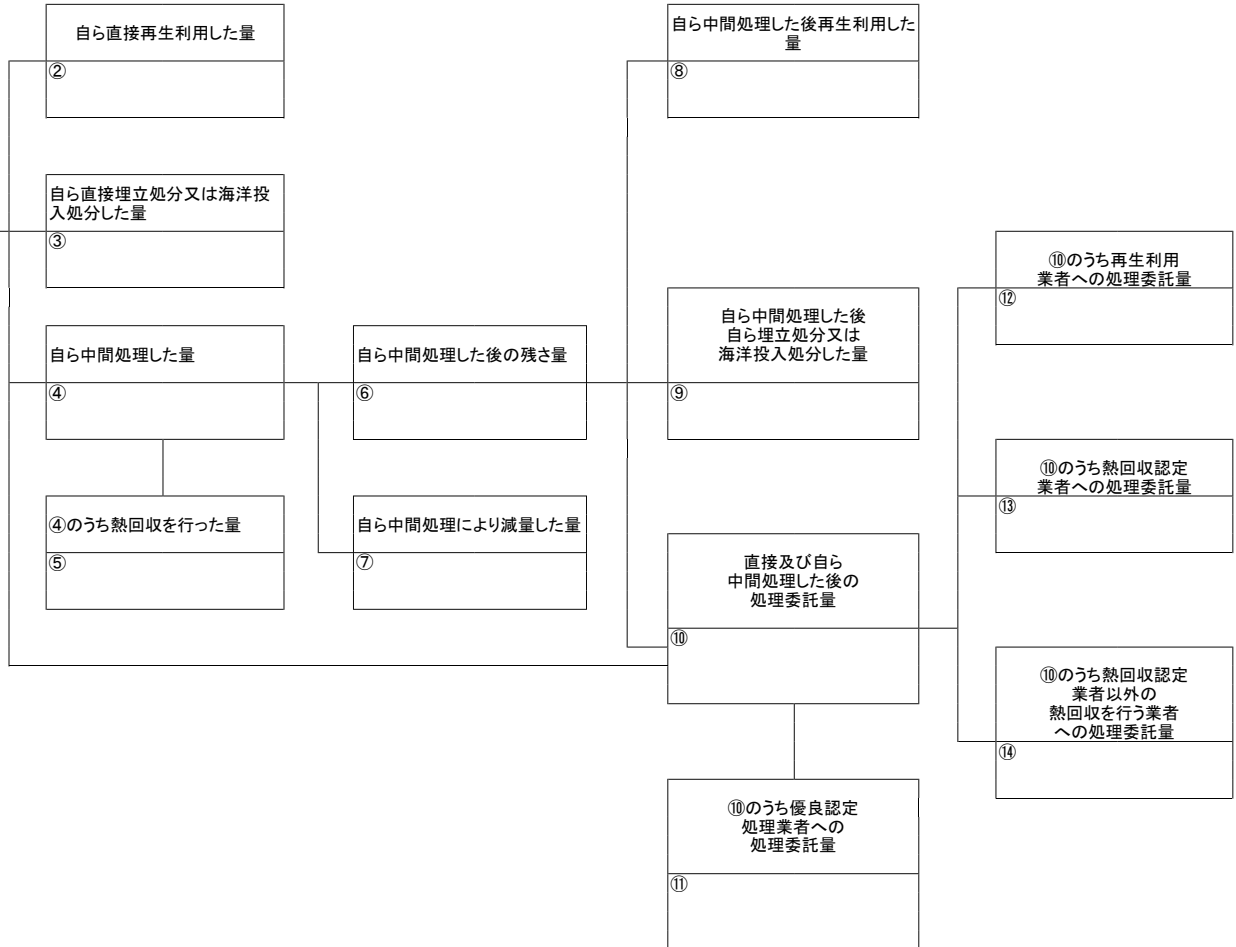 自ら直接再生利用した量
②
自ら中間処理した後再生利用した
量
⑧
自ら直接埋立処分又は海洋投
入処分した量
③
⑩のうち再生利用
業者への処理委託量
⑫
自ら中間処理した後
自ら埋立処分又は
海洋投入処分した量
⑨
自ら中間処理した量
④
自ら中間処理した後の残さ量
⑥
⑩のうち熱回収認定
業者への処理委託量
⑬
④のうち熱回収を行った量
⑤
自ら中間処理により減量した量
⑦
直接及び自ら
中間処理した後の
処理委託量
⑩
⑩のうち熱回収認定
業者以外の
熱回収を行う業者
への処理委託量
⑭
⑩のうち優良認定
処理業者への
処理委託量
⑪